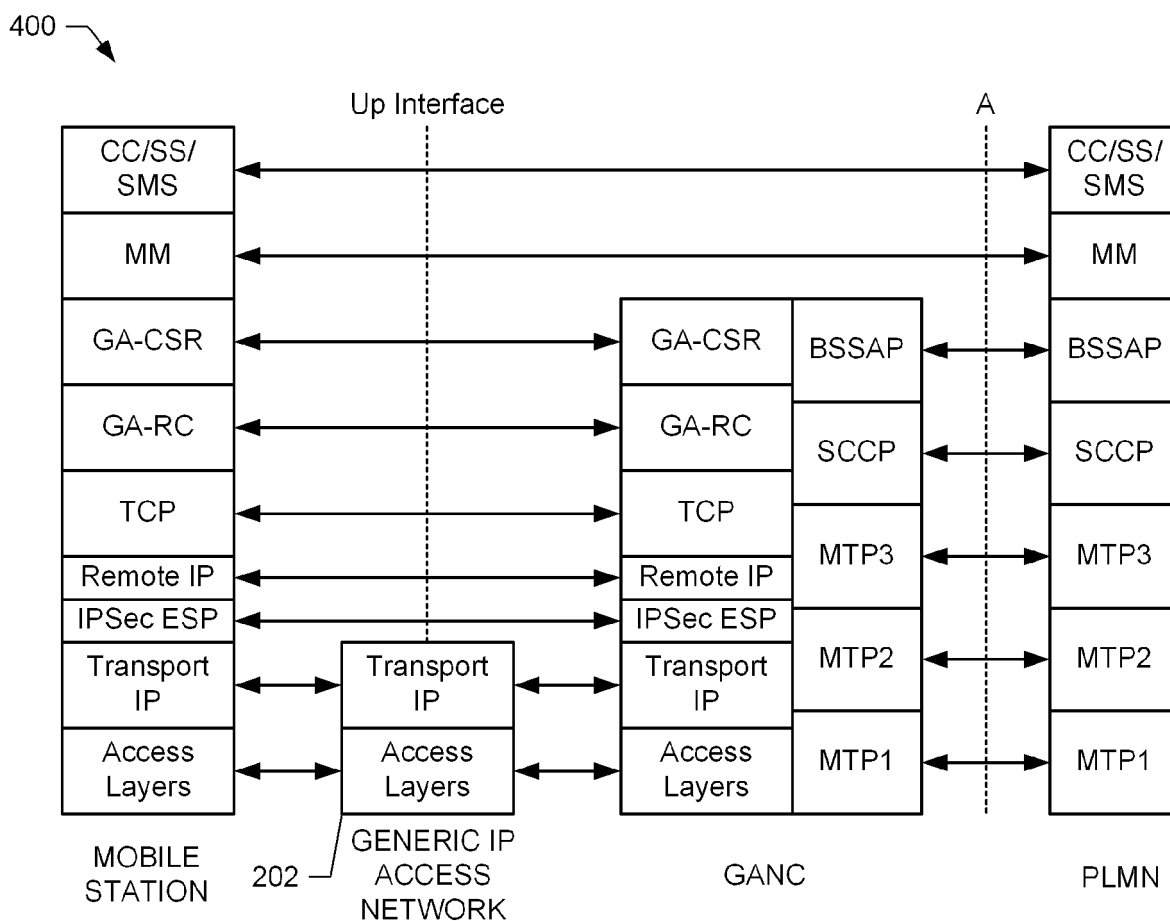 400
Up Interface
A
CC/SS/
SMS
MM
GA-CSR
GA-RC
TCP
Remote IP
IPSec ESP
Transport
IP
Access
Layers
MOBILE
STATION
Transport
IP
Access
Layers
202
GENERIC IP
ACCESS
NETWORK
GA-CSR
GA-RC
TCP
Remote IP
IPSec ESP
Transport
IP
Access
Layers
BSSAP
SCCP
MTP3
MTP2
MTP1
GANC
CC/SS/
SMS
MM
BSSAP
SCCP
MTP3
MTP2
MTP1
PLMN